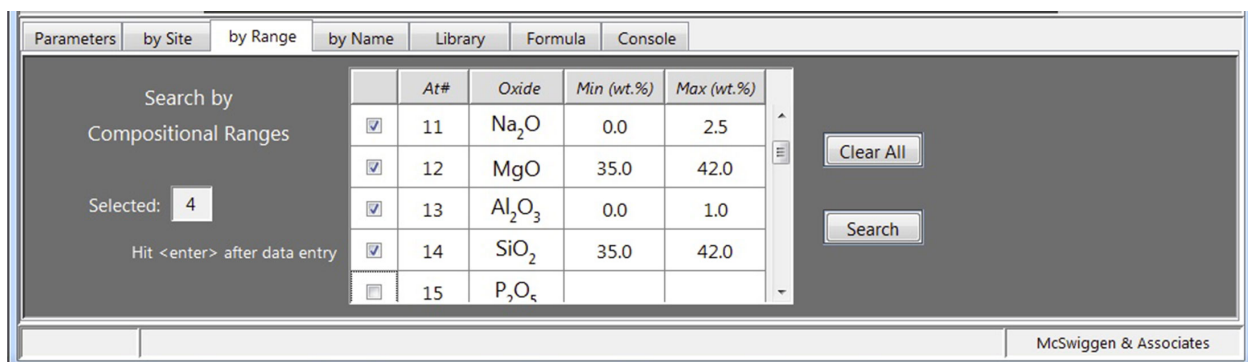 Parameters by Site by Range by Name Library Formula Console
Search by
Compositional Ranges
Selected: 4
Hit <enter> after data entry
At# Oxide Min (wt.%) Max (wt.%)
11 Na₂O 0.0 2.5
12 MgO 35.0 42.0
13 Al₂O₃ 0.0 1.0
14 SiO₂ 35.0 42.0
15 P₂O₅
Clear All
Search
McSwiggen & Associates